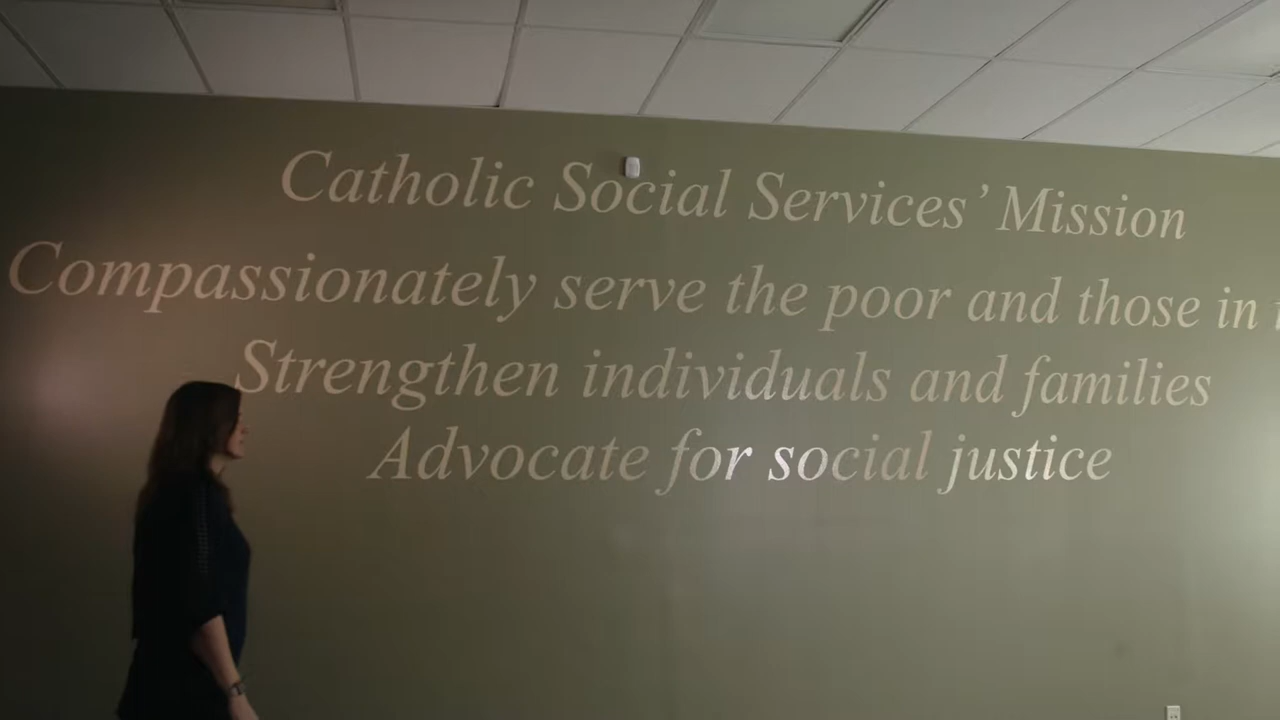 Catholic Social Services’ Mission
Compassionately serve the poor and those in
Strengthen individuals and families
Advocate for social justice